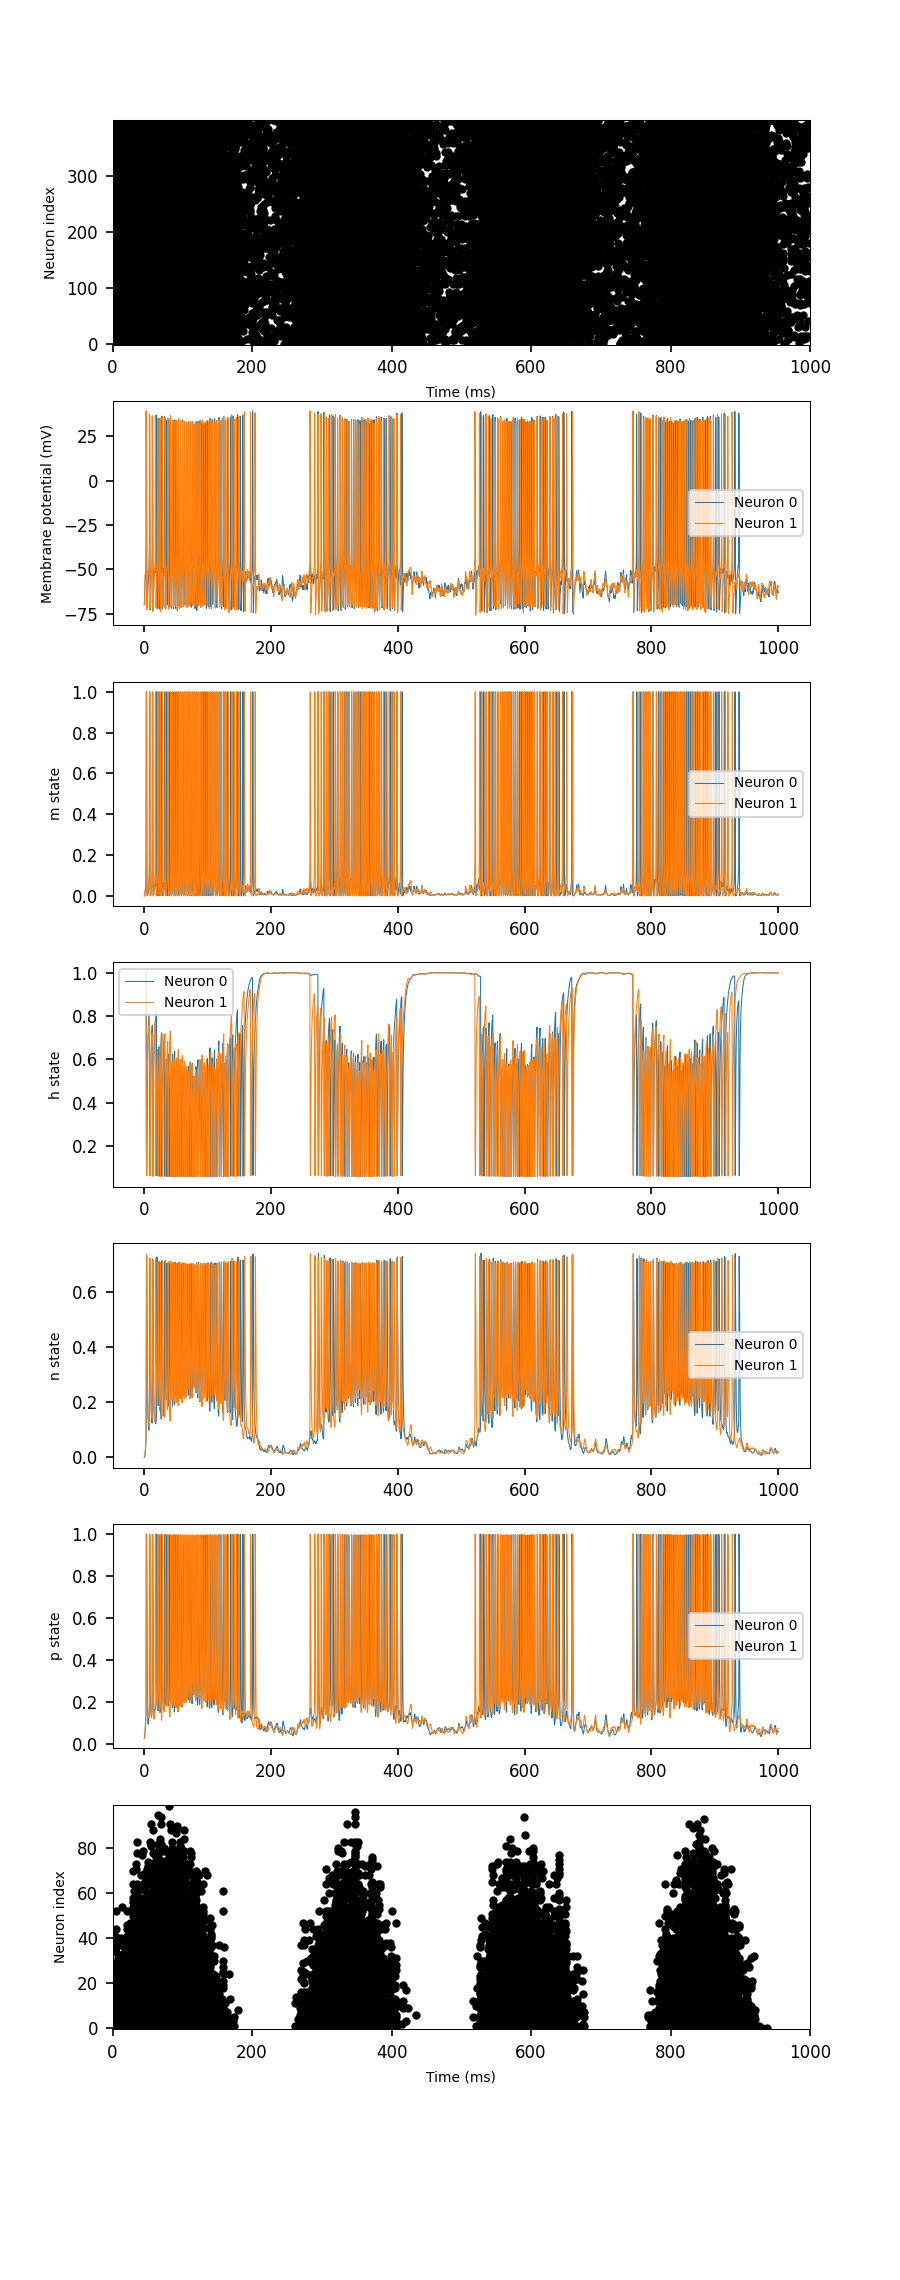 Neuron index
300
200
100
0
0 200 400 600 800 1000
Time (ms)
Membrane potential (mV)
25
0
−25
−50
−75
Neuron 0
Neuron 1
0 200 400 600 800 1000
m state
1.0
0.8
0.6
0.4
0.2
0.0
Neuron 0
Neuron 1
0 200 400 600 800 1000
h state
1.0
0.8
0.6
0.4
0.2
Neuron 0
Neuron 1
0 200 400 600 800 1000
n state
0.6
0.4
0.2
0.0
Neuron 0
Neuron 1
0 200 400 600 800 1000
p state
1.0
0.8
0.6
0.4
0.2
0.0
Neuron 0
Neuron 1
0 200 400 600 800 1000
Neuron index
80
60
40
20
0
0 200 400 600 800 1000
Time (ms)